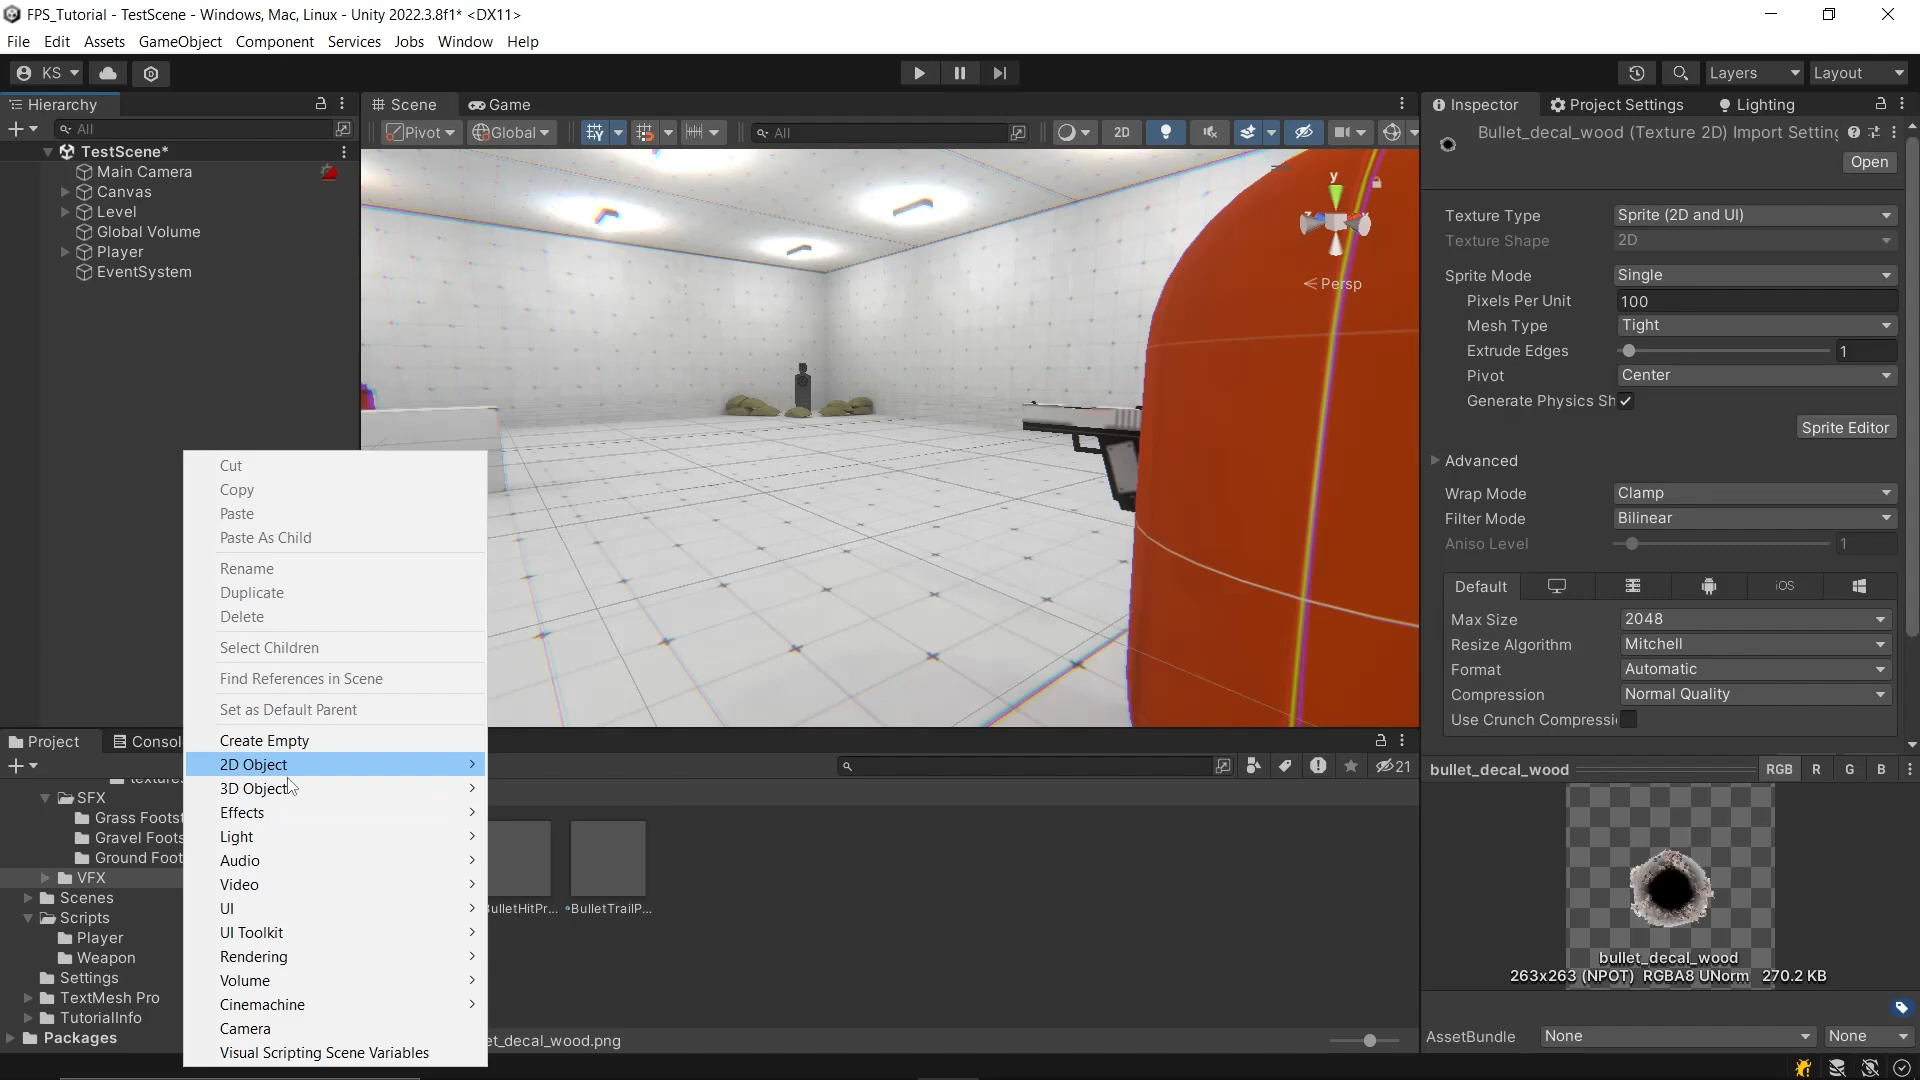 FPS_Tutorial - TestScene - Windows, Mac, Linux - Unity 2022.3.8f1* <DX11>
File Edit Assets GameObject Component Services Jobs Window Help
KS Layers Layout
Hierarchy Scene Game Inspector Project Settings Lighting
All Pivot Global All 2D
Bullet_decal_wood (Texture 2D) Import Settin
Open
TestScene*
Main Camera
Canvas
Level
Global Volume
Player
EventSystem
y
Persp
Texture Type Sprite (2D and UI)
Texture Shape 2D
Sprite Mode Single
Pixels Per Unit 100
Mesh Type Tight
Extrude Edges 1
Pivot Center
Generate Physics Sh
Sprite Editor
Advanced
Wrap Mode Clamp
Filter Mode Bilinear
Aniso Level 1
Default iOS
Max Size 2048
Resize Algorithm Mitchell
Format Automatic
Compression Normal Quality
Use Crunch Compressi
Cut
Copy
Paste
Paste As Child
Rename
Duplicate
Delete
Select Children
Find References in Scene
Set as Default Parent
Create Empty
2D Object
3D Object
Effects
Light
Audio
Video
UI
UI Toolkit
Rendering
Volume
Cinemachine
Camera
Visual Scripting Scene Variables
Project Consol
21
SFX
Grass Footst
Gravel Foots
Ground Foot
VFX
Scenes
Scripts
Player
Weapon
Settings
TextMesh Pro
TutorialInfo
Packages
BulletHitPr... BulletTrailP...
et_decal_wood.png
bullet_decal_wood RGB R G B
bullet_decal_wood
263x263 (NPOT) RGBA8 UNorm 270.2 KB
AssetBundle None None